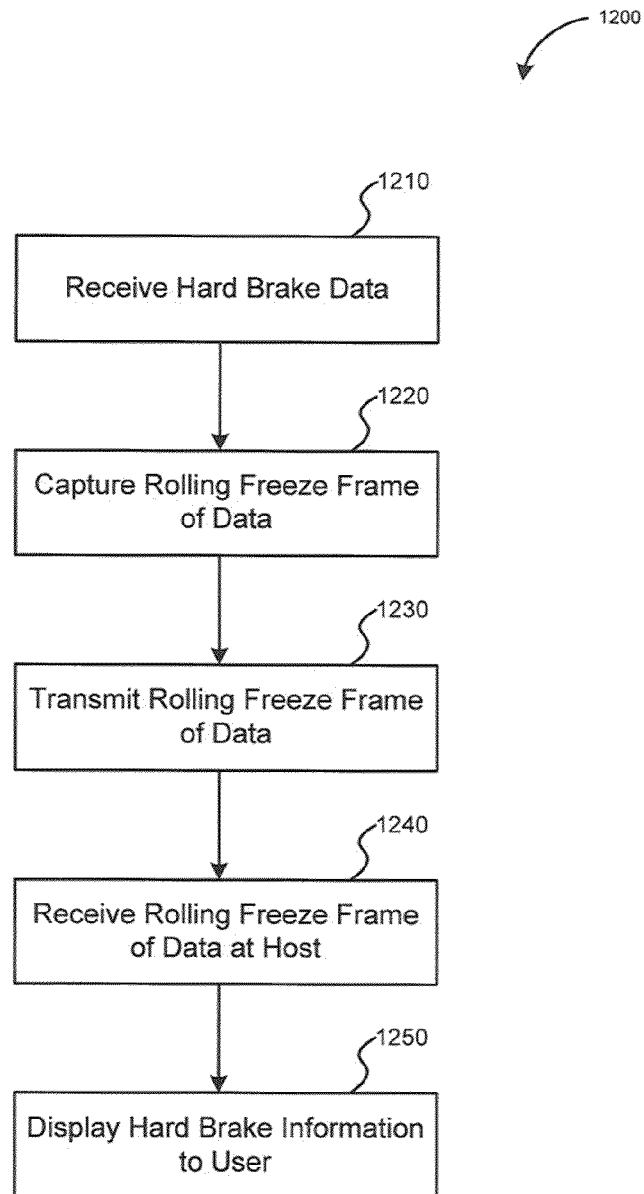 1200
1210
Receive Hard Brake Data
1220
Capture Rolling Freeze Frame
of Data
1230
Transmit Rolling Freeze Frame
of Data
1240
Receive Rolling Freeze Frame
of Data at Host
1250
Display Hard Brake Information
to User